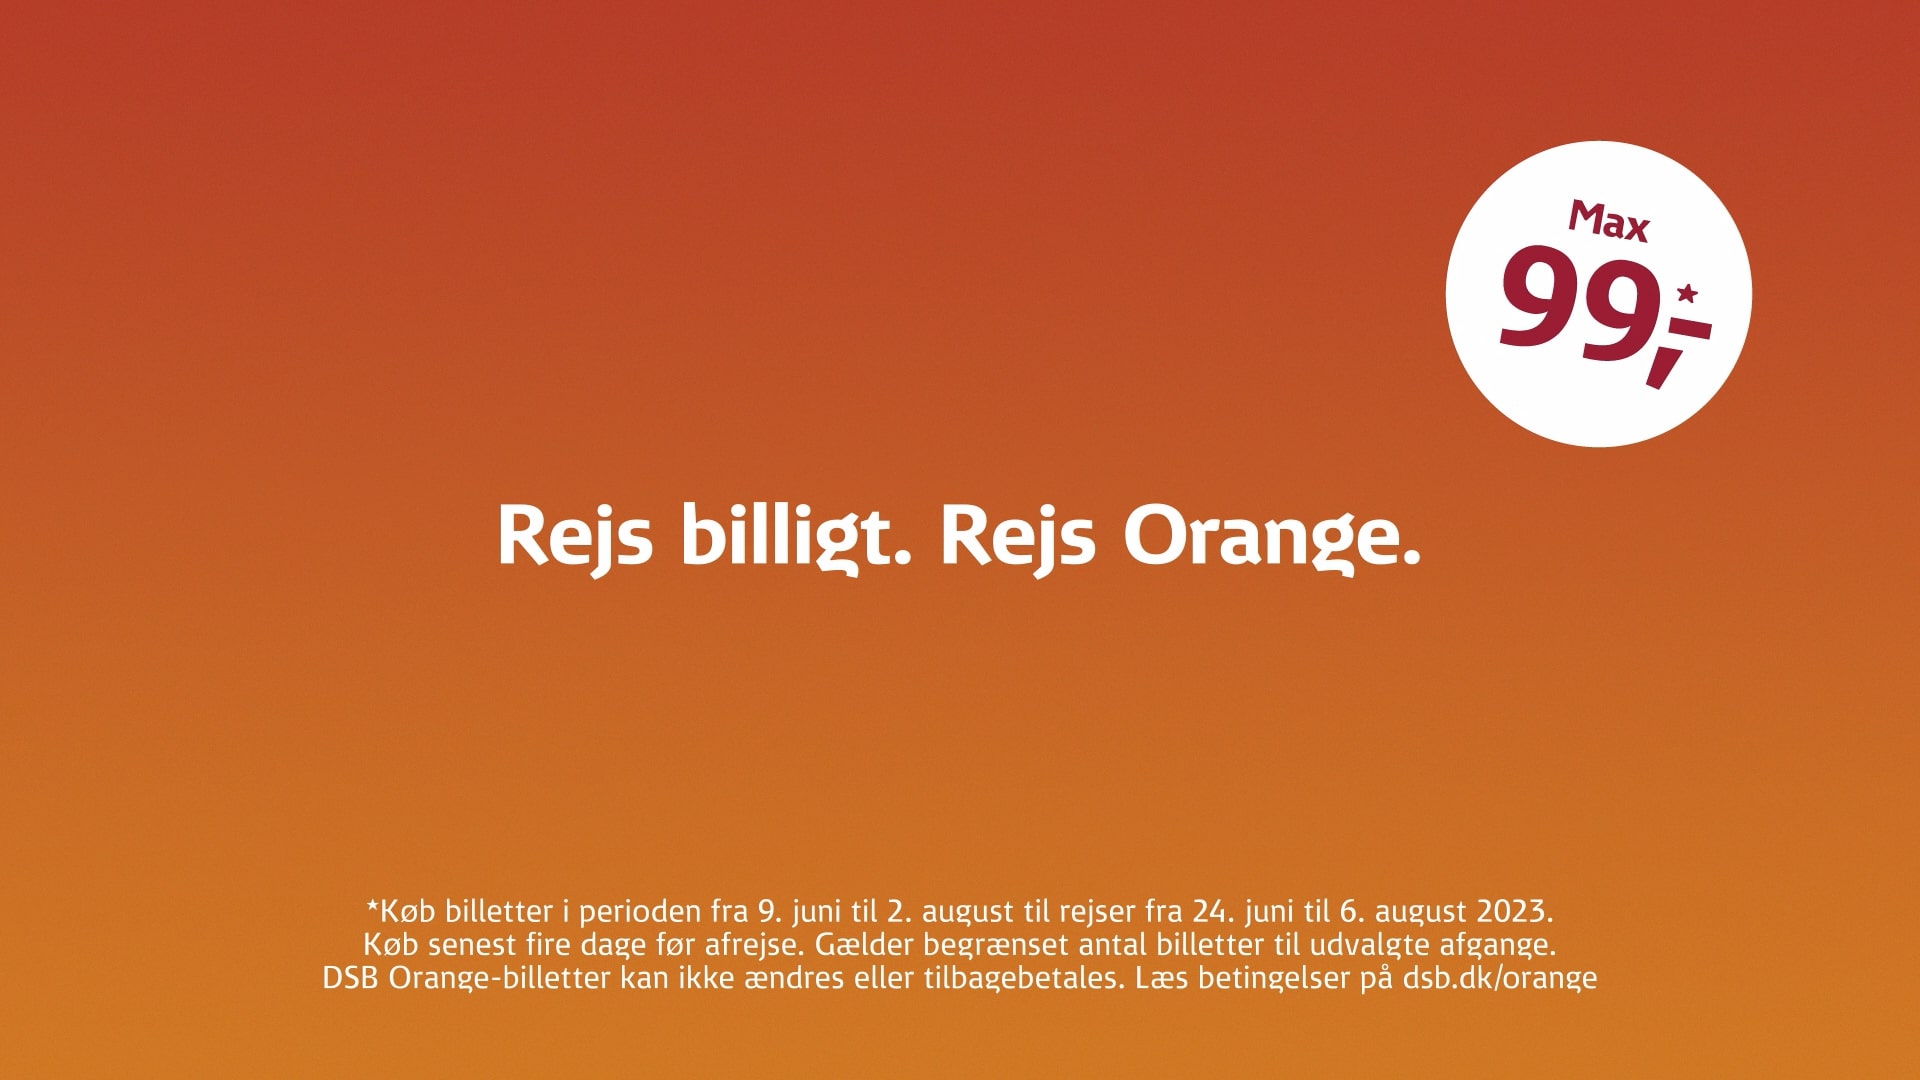 Max
99,-*
Rejs billigt. Rejs Orange.
*Køb billetter i perioden fra 9. juni til 2. august til rejser fra 24. juni til 6. august 2023.
Køb senest fire dage før afrejse. Gælder begrænset antal billetter til udvalgte afgange.
DSB Orange-billetter kan ikke ændres eller tilbagebetales. Læs betingelser på dsb.dk/orange